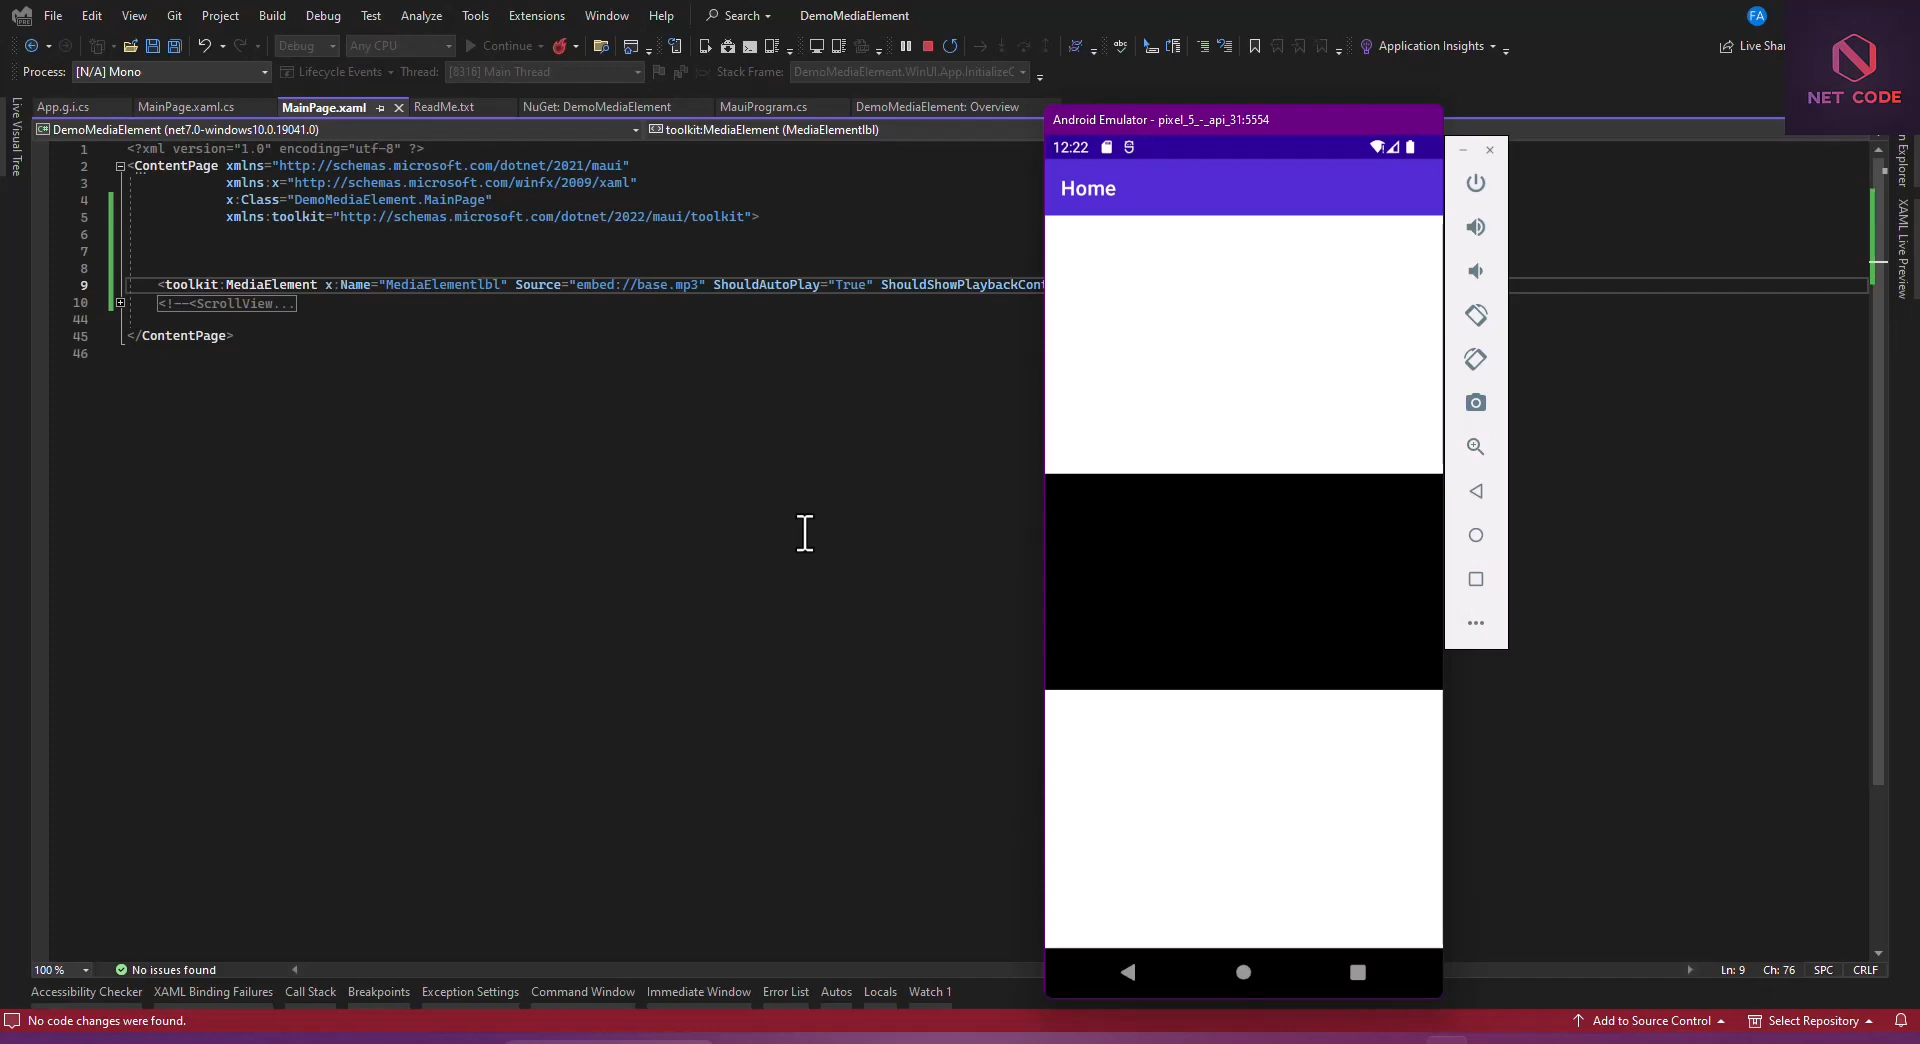 File Edit View Git Project Build Debug Test Analyze Tools Extensions Window Help Search DemoMediaElement FA
Debug Any CPU Continue Application Insights Live Shar
Process: [N/A] Mono Lifecycle Events Thread: [8316] Main Thread Stack Frame: DemoMediaElement.WinUI.App.InitializeC
NET CODE
App.g.i.cs MainPage.xaml.cs MainPage.xaml ReadMe.txt NuGet: DemoMediaElement MauiProgram.cs DemoMediaElement: Overview
DemoMediaElement (net7.0-windows10.0.19041.0) toolkit:MediaElement (MediaElementlbl)
Live Visual Tree
1 <?xml version="1.0" encoding="utf-8" ?>
2 <ContentPage xmlns="http://schemas.microsoft.com/dotnet/2021/maui"
3 xmlns:x="http://schemas.microsoft.com/winfx/2009/xaml"
4 x:Class="DemoMediaElement.MainPage"
5 xmlns:toolkit="http://schemas.microsoft.com/dotnet/2022/maui/toolkit">
6
7
8
9 <toolkit:MediaElement x:Name="MediaElementlbl" Source="embed://base.mp3" ShouldAutoPlay="True" ShouldShowPlaybackCont
10 <!--<ScrollView...
44
45 </ContentPage>
46
Android Emulator - pixel_5_-_api_31:5554
12:22
Home
n Explorer
XAML Live Preview
100 % No issues found Ln: 9 Ch: 76 SPC CRLF
Accessibility Checker XAML Binding Failures Call Stack Breakpoints Exception Settings Command Window Immediate Window Error List Autos Locals Watch 1
No code changes were found. Add to Source Control Select Repository